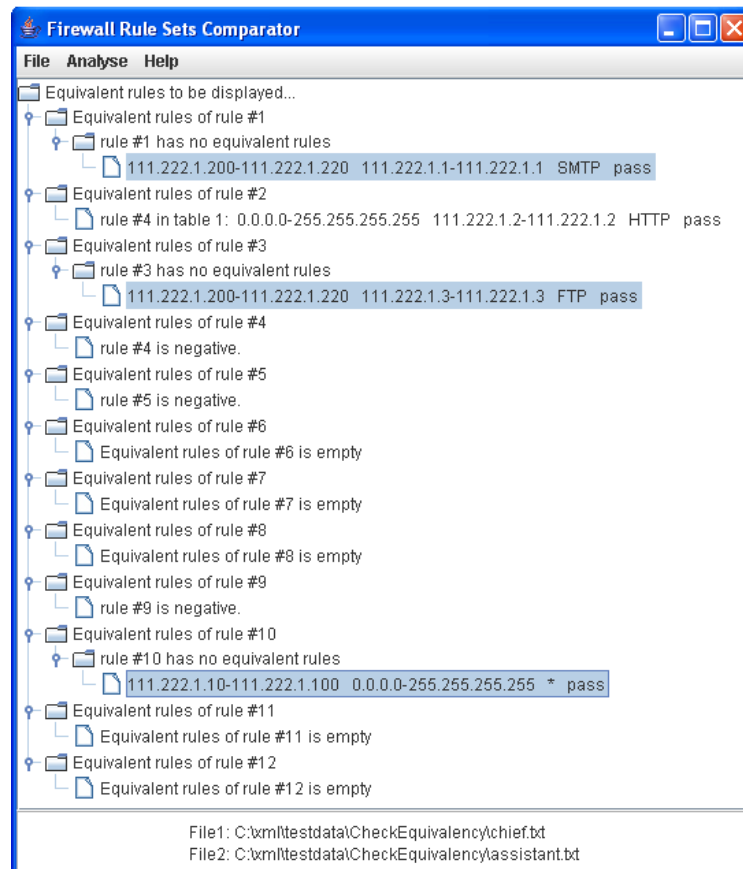 Firewall Rule Sets Comparator
File Analyse Help
Equivalent rules to be displayed...
Equivalent rules of rule #1
rule #1 has no equivalent rules
111.222.1.200-111.222.1.220 111.222.1.1-111.222.1.1 SMTP pass
Equivalent rules of rule #2
rule #4 in table 1: 0.0.0.0-255.255.255.255 111.222.1.2-111.222.1.2 HTTP pass
Equivalent rules of rule #3
rule #3 has no equivalent rules
111.222.1.200-111.222.1.220 111.222.1.3-111.222.1.3 FTP pass
Equivalent rules of rule #4
rule #4 is negative.
Equivalent rules of rule #5
rule #5 is negative.
Equivalent rules of rule #6
Equivalent rules of rule #6 is empty
Equivalent rules of rule #7
Equivalent rules of rule #7 is empty
Equivalent rules of rule #8
Equivalent rules of rule #8 is empty
Equivalent rules of rule #9
rule #9 is negative.
Equivalent rules of rule #10
rule #10 has no equivalent rules
111.222.1.10-111.222.1.100 0.0.0.0-255.255.255.255 * pass
Equivalent rules of rule #11
Equivalent rules of rule #11 is empty
Equivalent rules of rule #12
Equivalent rules of rule #12 is empty
File1: C:\xml\testdata\CheckEquivalency\chief.txt
File2: C:\xml\testdata\CheckEquivalency\assistant.txt